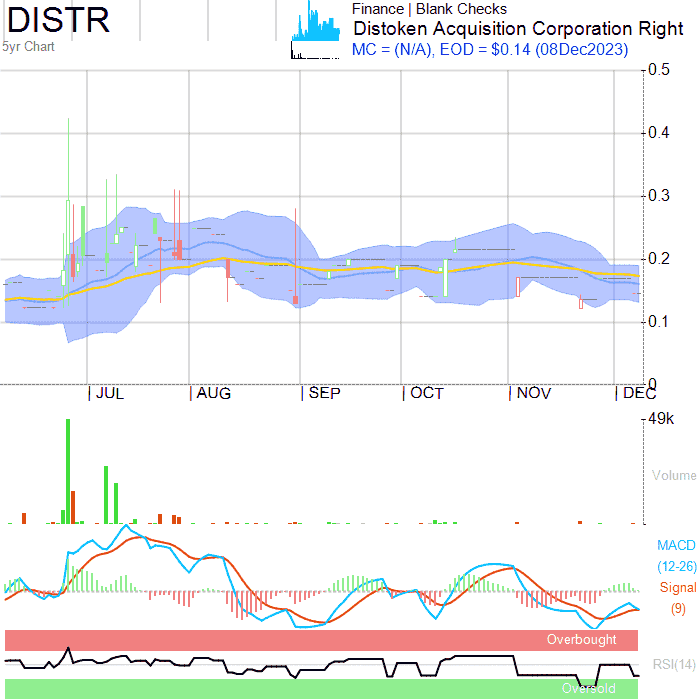 DISTR
5yr Chart
Finance | Blank Checks
Distoken Acquisition Corporation Right
MC = (N/A), EOD = $0.14 (08Dec2023)
0.5
0.4
0.3
0.2
0.1
0
JUL AUG SEP OCT NOV DEC
49k
Volume
MACD
(12-26)
Signal
(9)
Overbought
RSI(14)
Oversold